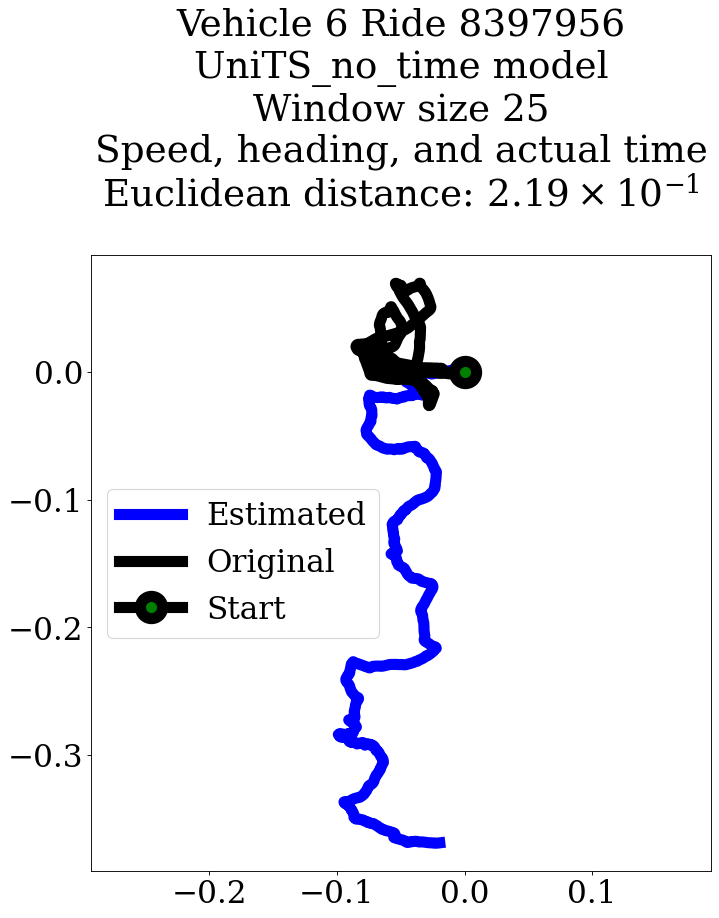 Vehicle 6 Ride 8397956
UniTS_no_time model
Window size 25
Speed, heading, and actual time
Euclidean distance: 2.19 × 10⁻¹
0.0
−0.1
−0.2
−0.3
Estimated
Original
Start
−0.2 −0.1 0.0 0.1